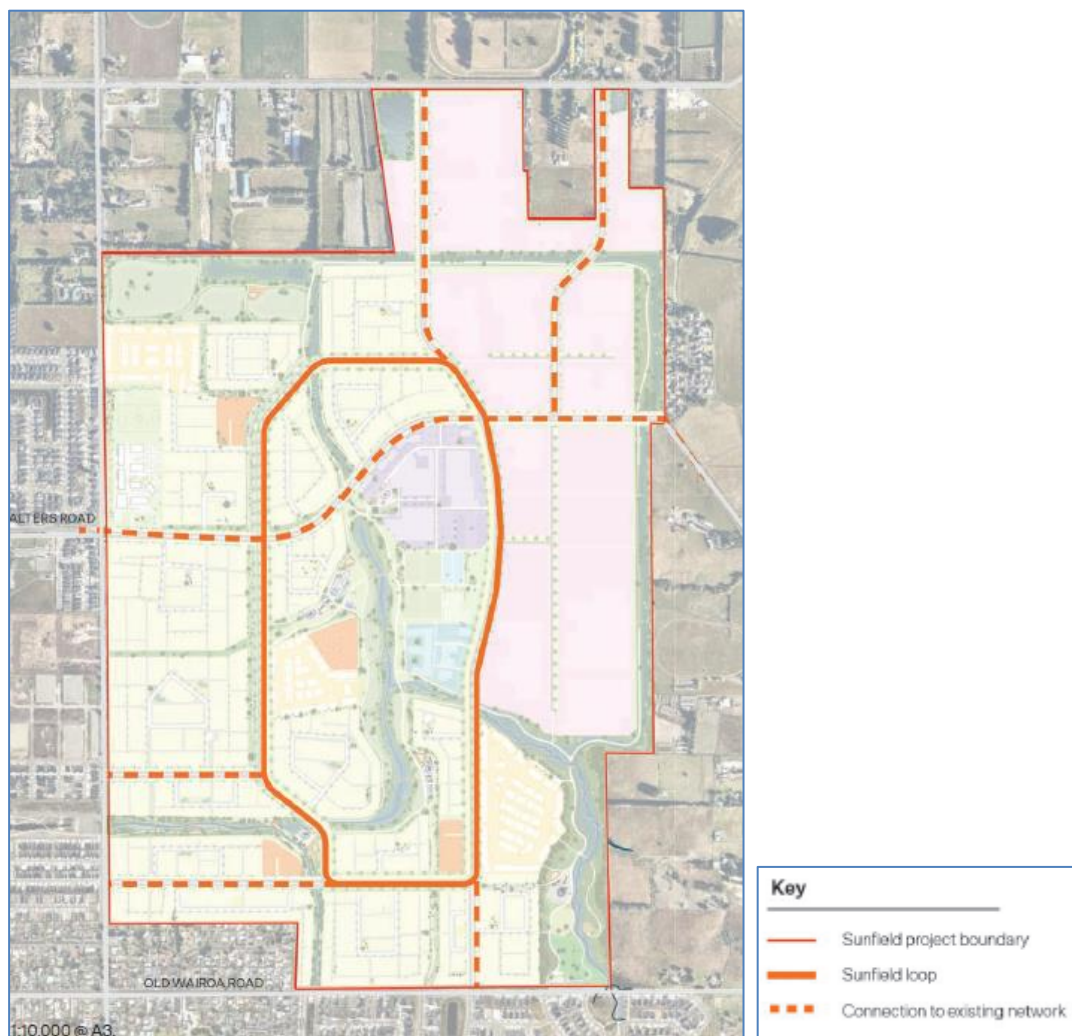 ALTERS ROAD
OLD WAIROA ROAD
1:10,000 @ A3.
Key
Sunfield project boundary
Sunfield loop
Connection to existing network